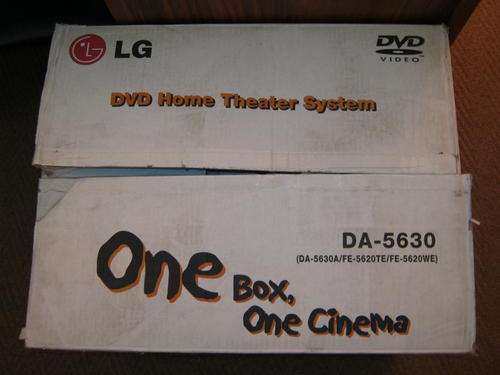 LG
DVD
VIDEO
DVD Home Theater System
DA-5630
(DA-5630A/FE-5620TE/FE-5620WE)
One Box,
One Cinema